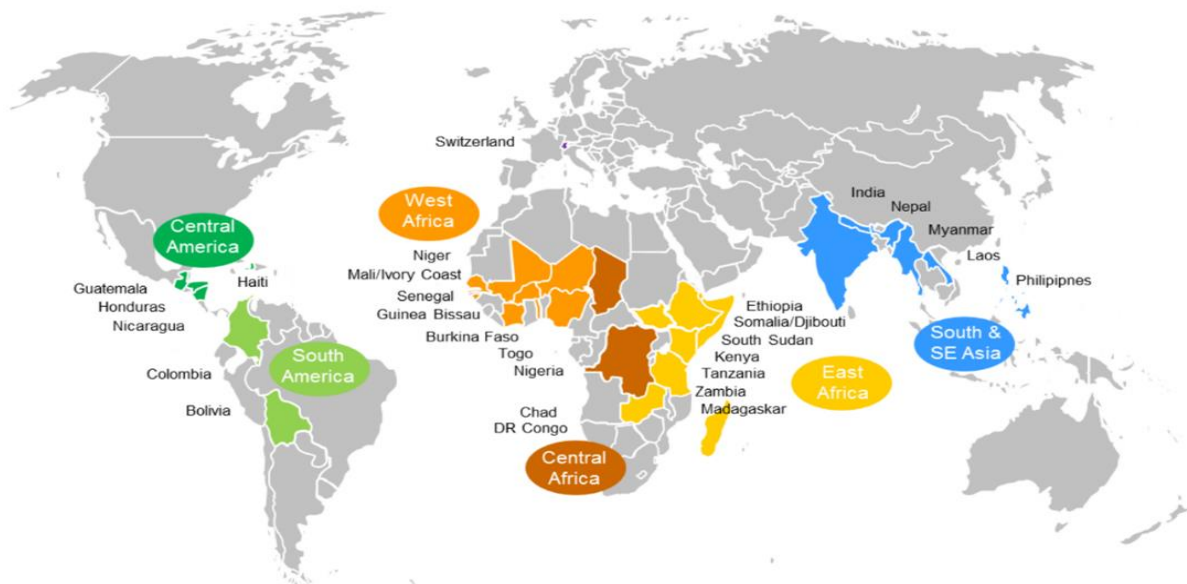 Switzerland
West
Africa
Central
America
India
Nepal
Myanmar
Laos
Philipipnes
Niger
Mali/Ivory Coast
Senegal
Guinea Bissau
Burkina Faso
Togo
Nigeria
Haiti
Guatemala
Honduras
Nicaragua
Ethiopia
Somalia/Djibouti
South Sudan
Kenya
Tanzania
Zambia
Madagaskar
South &
SE Asia
South
America
East
Africa
Colombia
Bolivia
Chad
DR Congo
Central
Africa